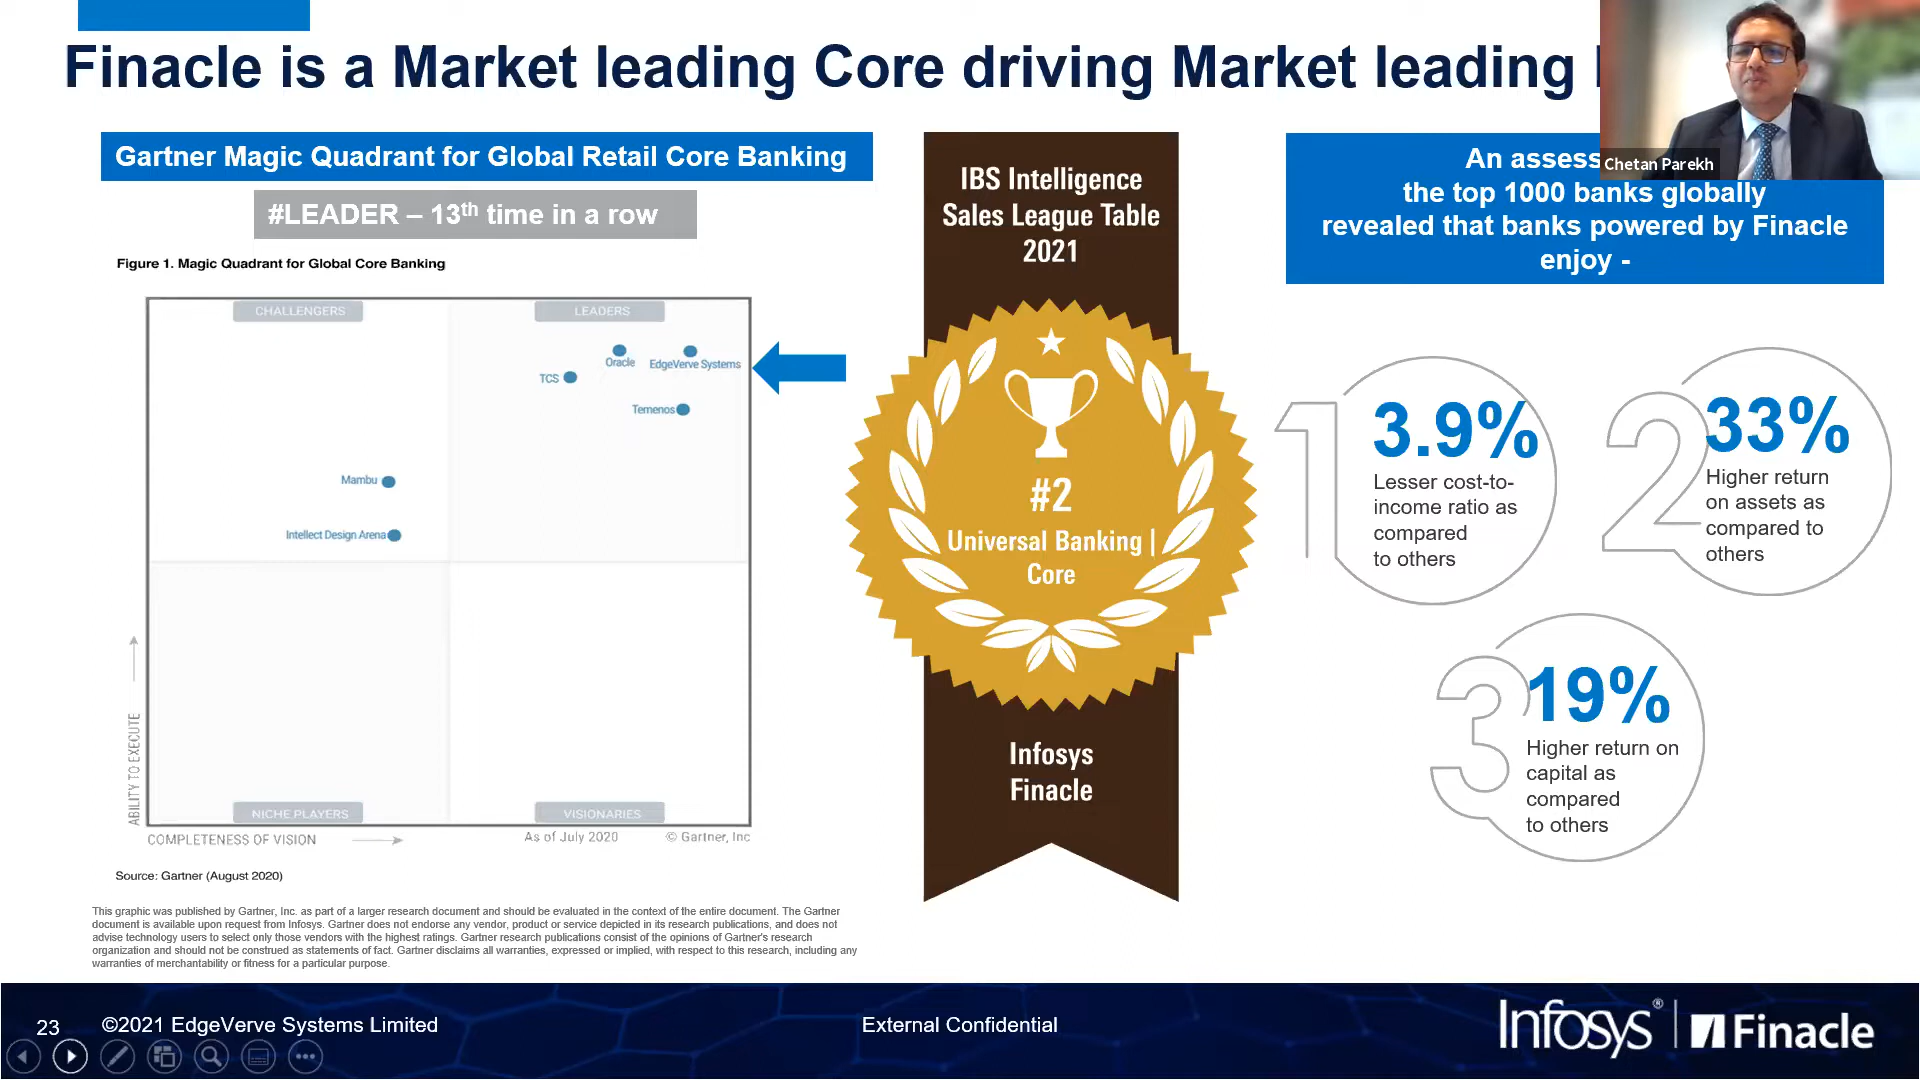 Finacle is a Market leading Core driving Market leading
Chetan Parekh
Gartner Magic Quadrant for Global Retail Core Banking
#LEADER – 13th time in a row
Figure 1. Magic Quadrant for Global Core Banking
CHALLENGERS
LEADERS
Oracle
EdgeVerve Systems
TCS
Temenos
Mambu
Intellect Design Arena
NICHE PLAYERS
VISIONARIES
ABILITY TO EXECUTE
COMPLETENESS OF VISION
As of July 2020
© Gartner, Inc
Source: Gartner (August 2020)
This graphic was published by Gartner, Inc. as part of a larger research document and should be evaluated in the context of the entire document. The Gartner
document is available upon request from Infosys. Gartner does not endorse any vendor, product or service depicted in its research publications, and does not
advise technology users to select only those vendors with the highest ratings. Gartner research publications consist of the opinions of Gartner's research
organization and should not be construed as statements of fact. Gartner disclaims all warranties, expressed or implied, with respect to this research, including any
warranties of merchantability or fitness for a particular purpose.
IBS Intelligence
Sales League Table
2021
#2
Universal Banking |
Core
Infosys
Finacle
An assess
the top 1000 banks globally
revealed that banks powered by Finacle
enjoy -
1
3.9%
Lesser cost-to-
income ratio as
compared
to others
2
33%
Higher return
on assets as
compared to
others
3
19%
Higher return on
capital as
compared
to others
23
©2021 EdgeVerve Systems Limited
External Confidential
Infosys® | Finacle